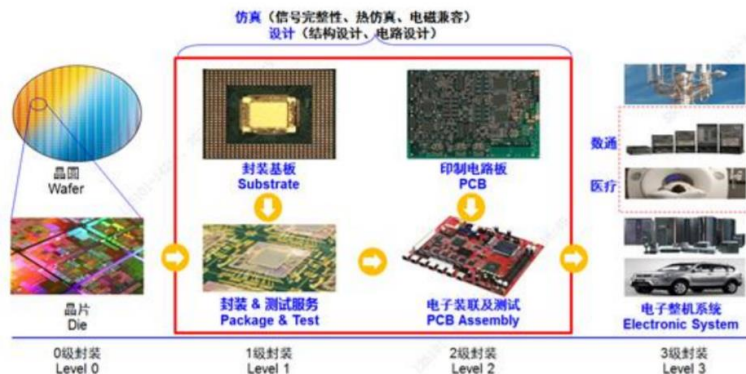 仿真（信号完整性、热仿真、电磁兼容）
设计（结构设计、电路设计）
晶圆
Wafer
封装基板
Substrate
印制电路板
PCB
数通
医疗
晶片
Die
封装 & 测试服务
Package & Test
电子装联及测试
PCB Assembly
电子整机系统
Electronic System
0级封装
Level 0
1级封装
Level 1
2级封装
Level 2
3级封装
Level 3